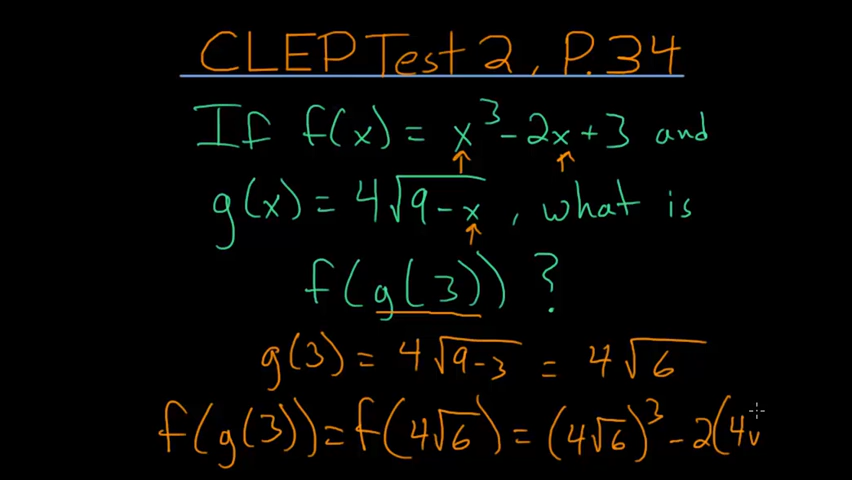 CLEP Test 2, P.34
If f(x) = x³ - 2x + 3 and
g(x) = 4√(9 - x), what is
f(g(3))?
g(3) = 4√(9-3) = 4√6
f(g(3)) = f(4√6) = (4√6)³ - 2(4